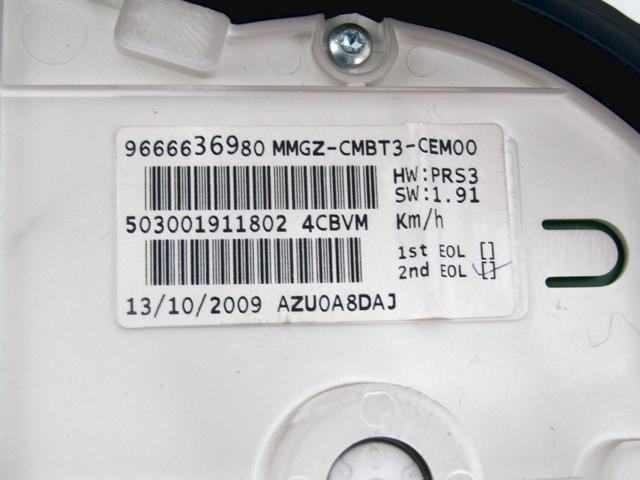 9666636980 MMGZ-CMBT3-CEM00
HW:PRS3
SW:1.91
503001911802 4CBVM Km/h
1st EOL []
2nd EOL []
13/10/2009 AZU0A8DAJ